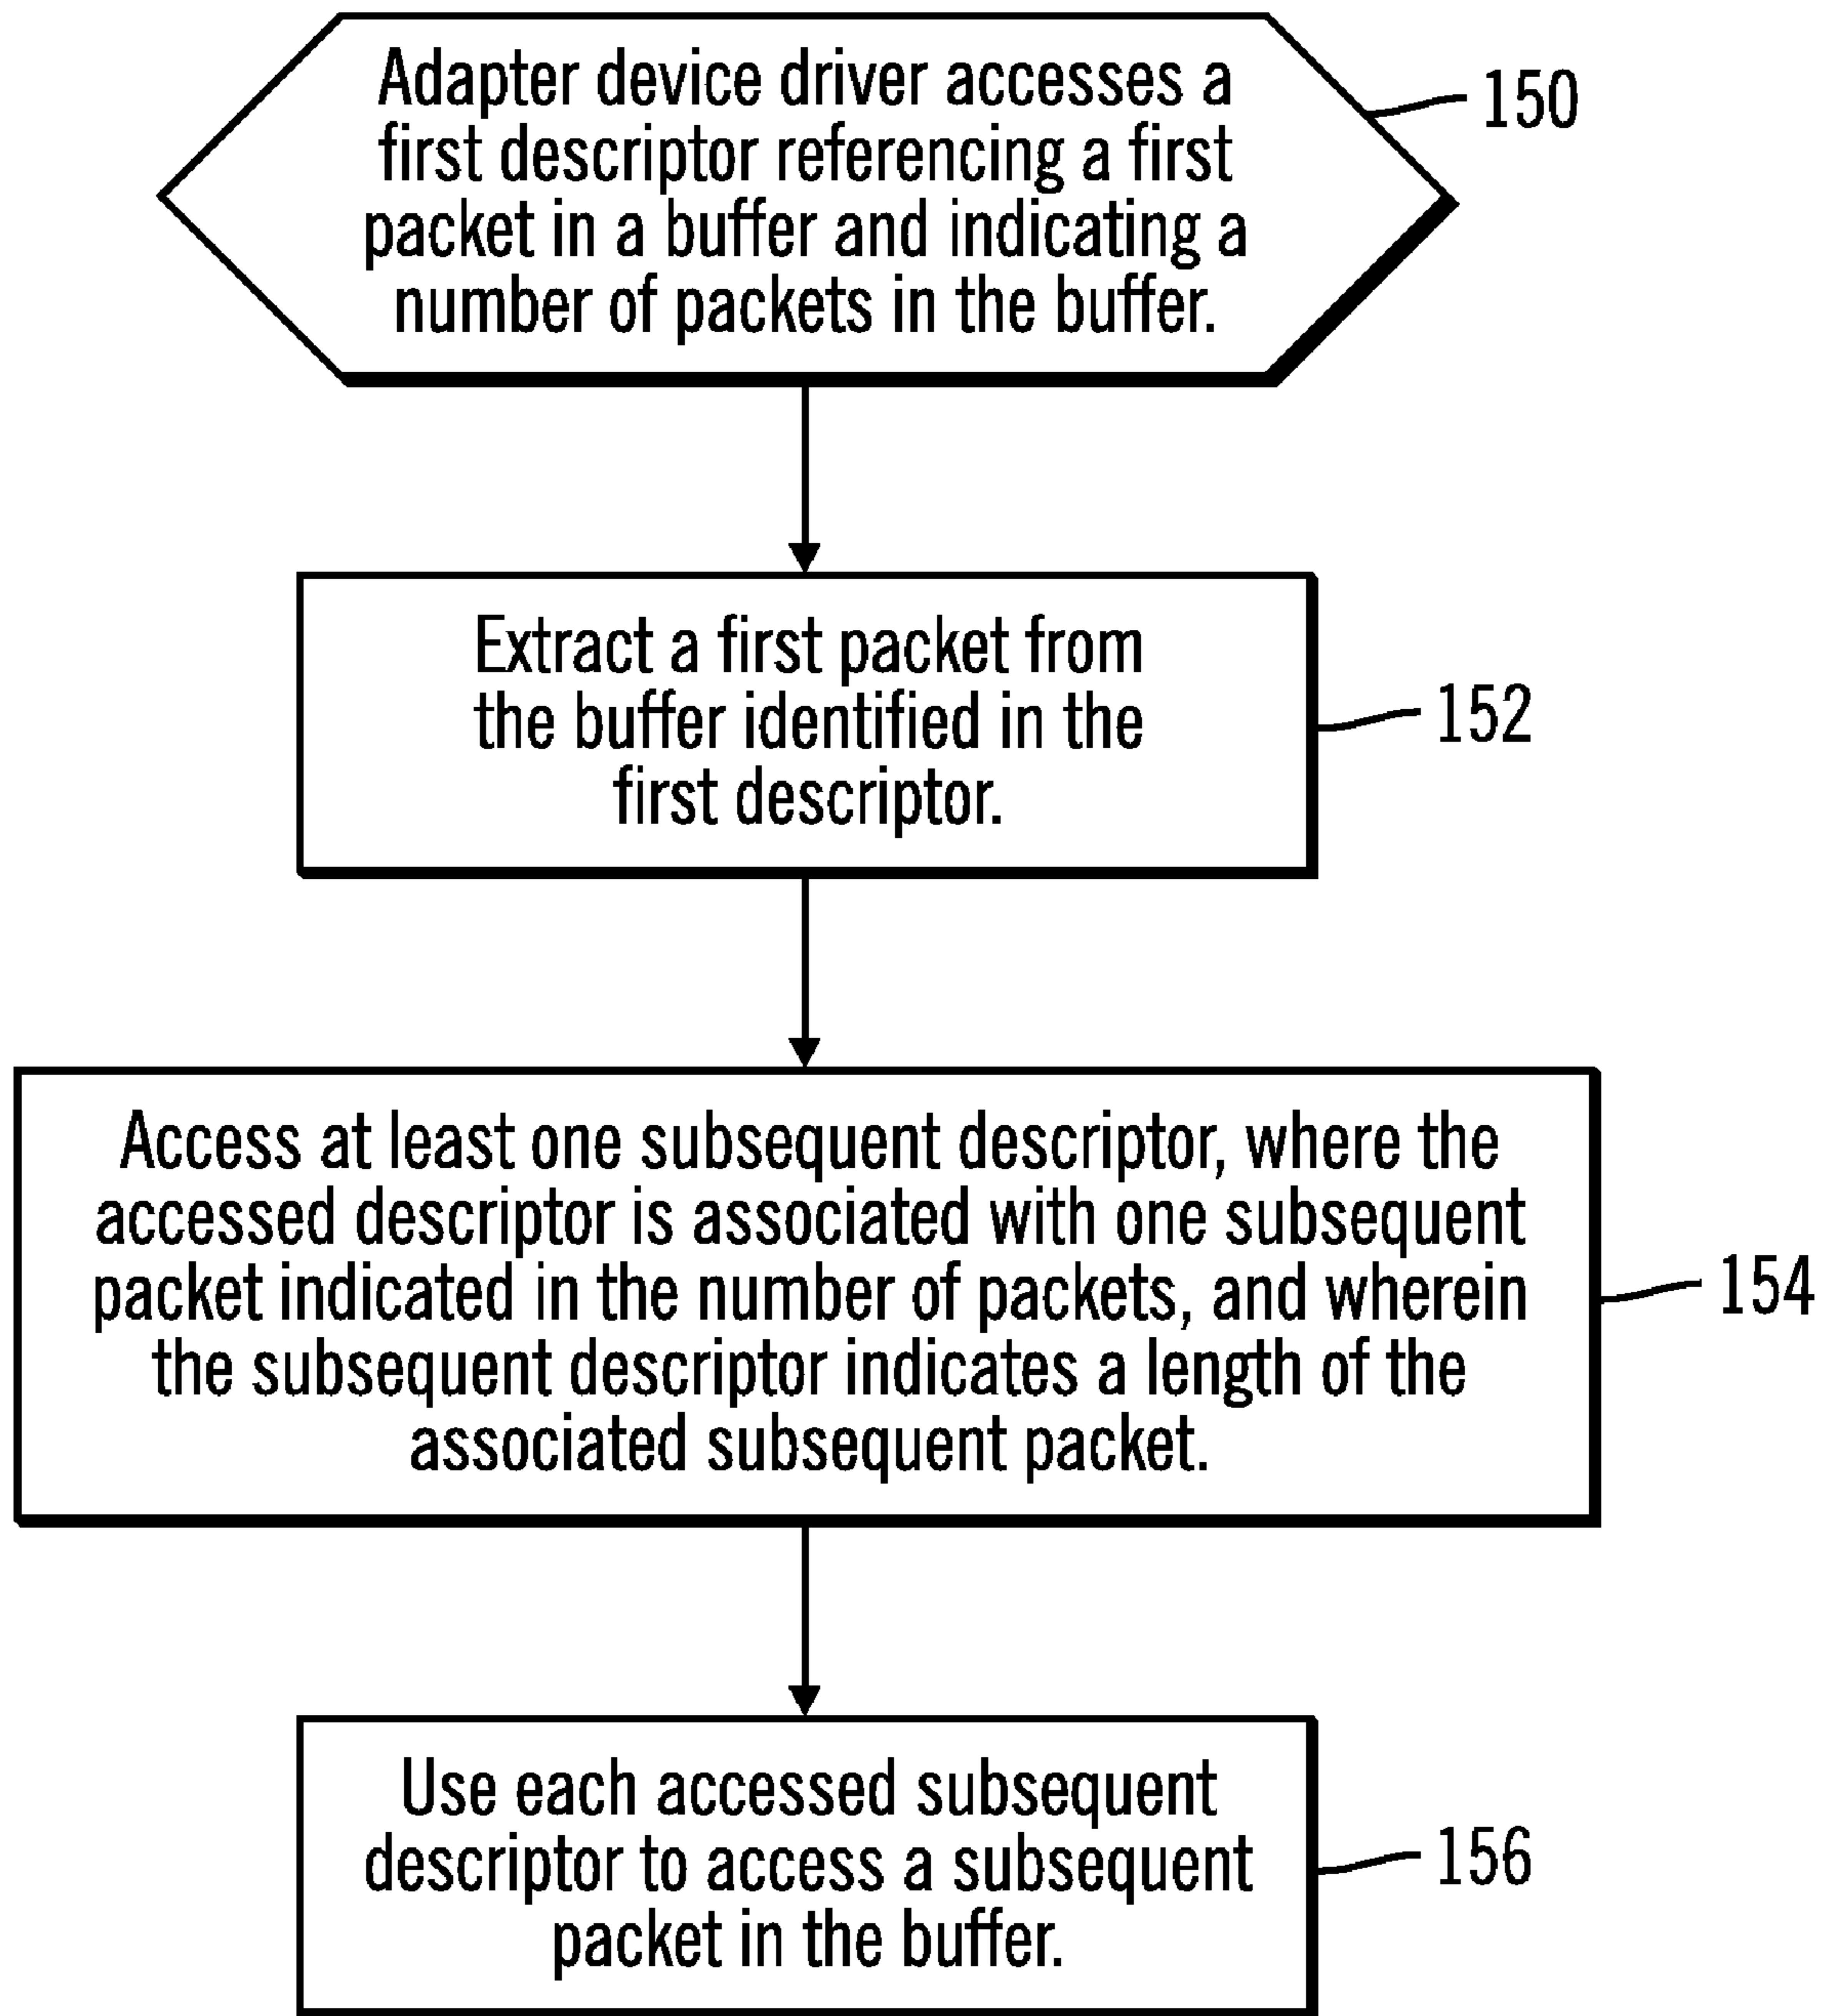 Adapter device driver accesses a
first descriptor referencing a first
packet in a buffer and indicating a
number of packets in the buffer.
150
Extract a first packet from
the buffer identified in the
first descriptor.
152
Access at least one subsequent descriptor, where the
accessed descriptor is associated with one subsequent
packet indicated in the number of packets, and wherein
the subsequent descriptor indicates a length of the
associated subsequent packet.
154
Use each accessed subsequent
descriptor to access a subsequent
packet in the buffer.
156